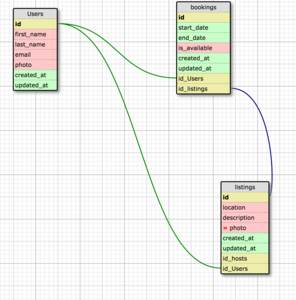 Users
id
first_name
last_name
email
photo
created_at
updated_at
bookings
id
start_date
end_date
is_available
created_at
updated_at
id_Users
id_listings
listings
id
location
description
photo
created_at
updated_at
id_hosts
id_Users